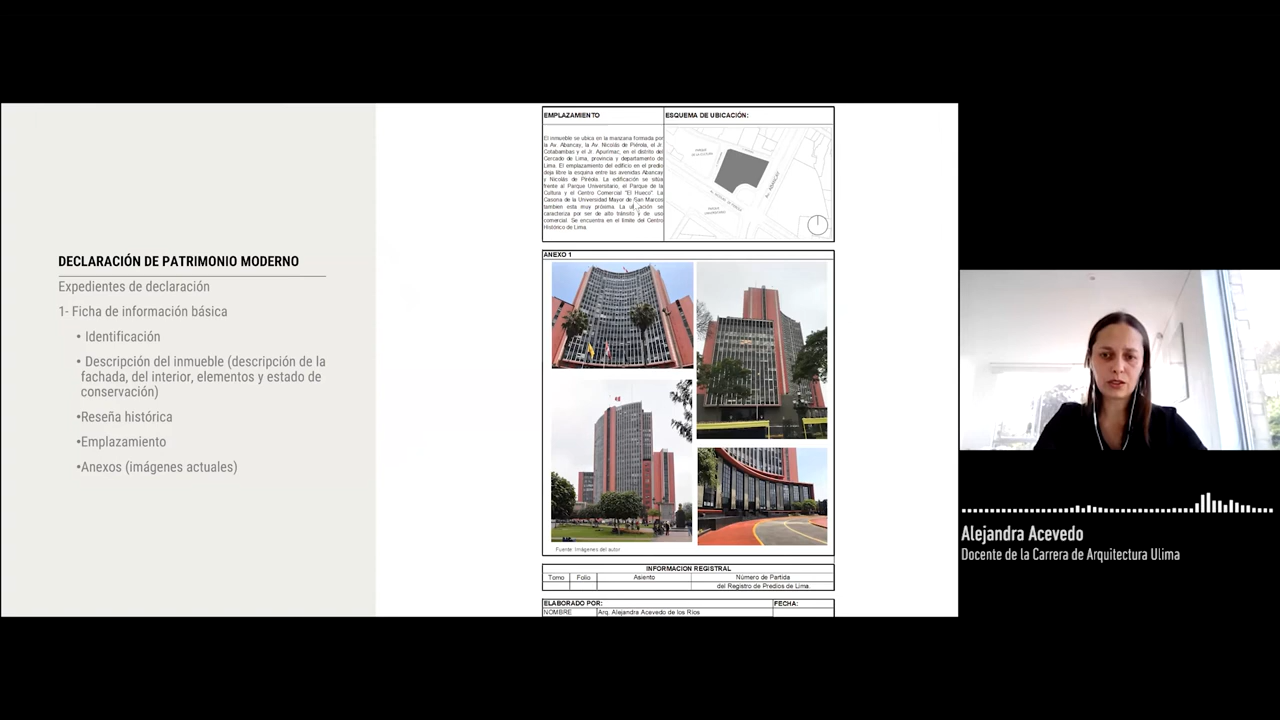 DECLARACIÓN DE PATRIMONIO MODERNO
Expedientes de declaración
1- Ficha de información básica
• Identificación
• Descripción del inmueble (descripción de la
fachada, del interior, elementos y estado de
conservación)
•Reseña histórica
•Emplazamiento
•Anexos (imágenes actuales)
EMPLAZAMIENTO
El inmueble se ubica en la manzana formada por
la Av. Abancay, la Av. Nicolás de Piérola, el Jr.
Cotabambas y el Jr. Apurímac, en el distrito del
Cercado de Lima, provincia y departamento de
Lima. El emplazamiento del edificio en el predio
deja libre la esquina entre las avenidas Abancay
y Nicolás de Piérola. La edificación se sitúa
frente al Parque Universitario, el Parque de la
Cultura y el Centro Comercial "El Hueco". La
Casona de la Universidad Mayor de San Marcos
tambien esta muy próxima. La se
caracteriza por ser de alto tránsito y de uso
comercial. Se encuentra en el límite del Centro
Histórico de Lima.
ESQUEMA DE UBICACIÓN:
AV. ABANCAY
ANEXO 1
Fuente: Imágenes del autor
INFORMACION REGISTRAL
Tomo Folio Asiento Número de Partida
del Registro de Predios de Lima
ELABORADO POR: FECHA:
NOMBRE Arq. Alejandra Acevedo de los Ríos
Alejandra Acevedo
Docente de la Carrera de Arquitectura Ulima